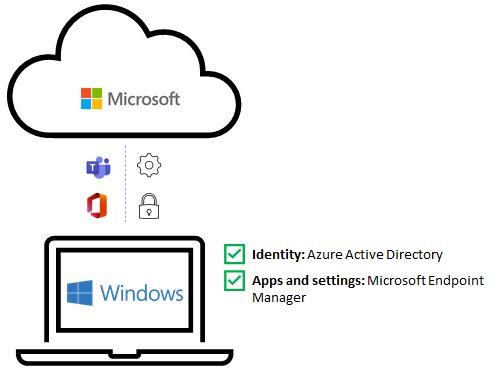 Microsoft
Windows
Identity: Azure Active Directory
Apps and settings: Microsoft Endpoint
Manager